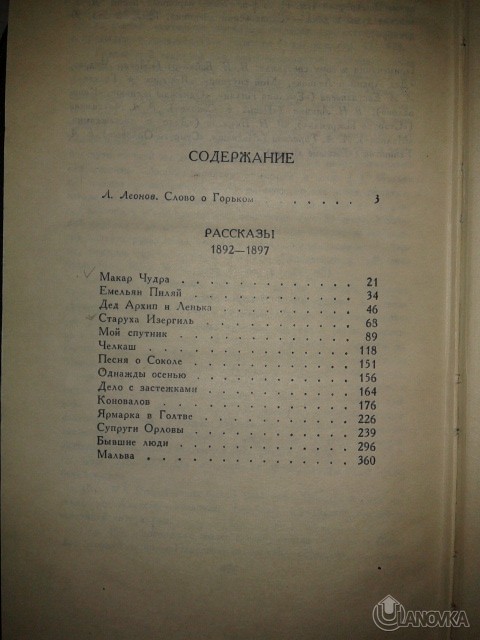 СОДЕРЖАНИЕ
Л. Леонов. Слово о Горьком . . . . . . 3
РАССКАЗЫ
1892—1897
Макар Чудра . . . . . . . . . . . 21
Емельян Пиляй . . . . . . . . . . 34
Дед Архип и Ленька . . . . . . . . 46
Старуха Изергиль . . . . . . . . . 68
Мой спутник . . . . . . . . . . . 89
Челкаш . . . . . . . . . . . . . 118
Песня о Соколе . . . . . . . . . . 151
Однажды осенью . . . . . . . . . 156
Дело с застежками . . . . . . . . 164
Коновалов . . . . . . . . . . . . 176
Ярмарка в Голтве . . . . . . . . . 226
Супруги Орловы . . . . . . . . . . 239
Бывшие люди . . . . . . . . . . . 296
Мальва . . . . . . . . . . . . . 360
ULANOVKA